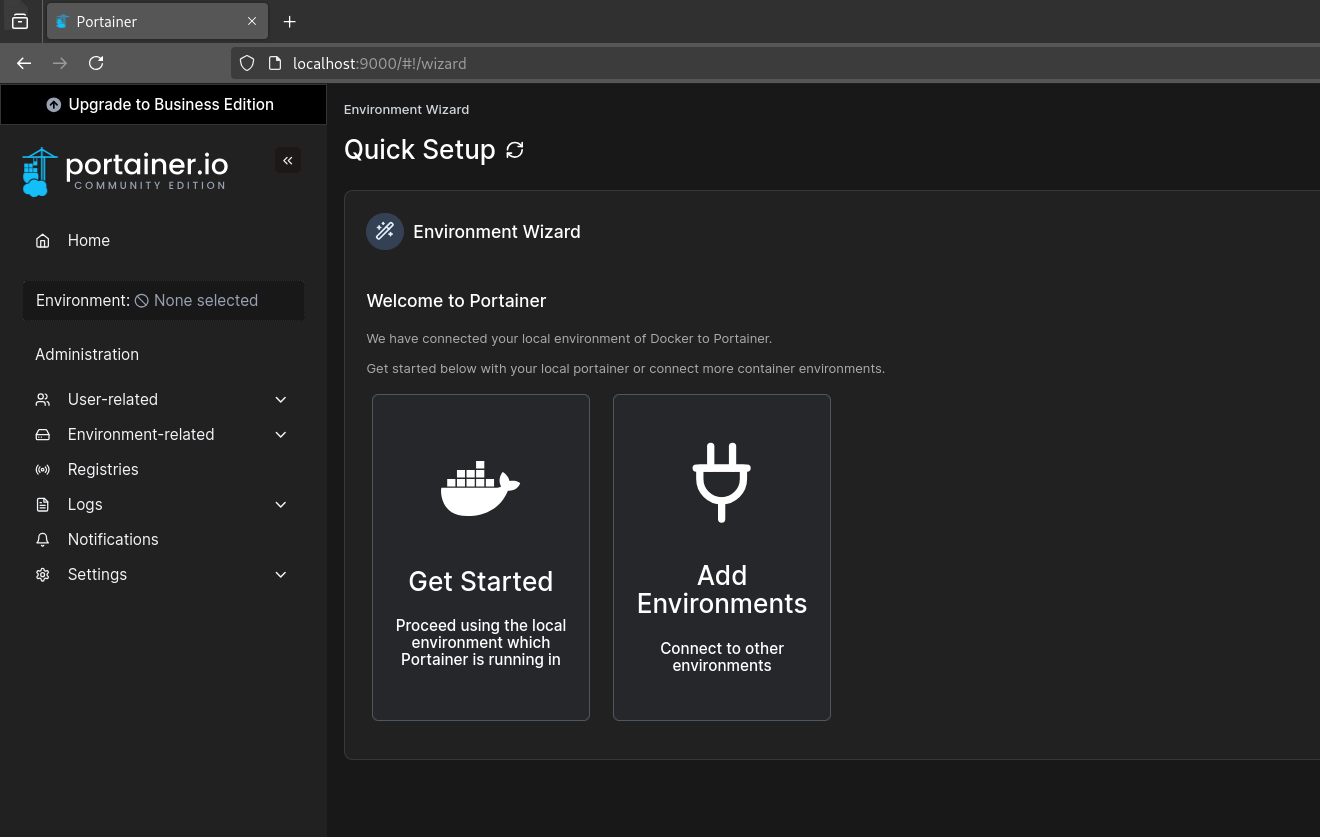 Portainer
localhost:9000/#!/wizard
Upgrade to Business Edition
portainer.io
COMMUNITY EDITION
Home
Environment: None selected
Administration
User-related
Environment-related
Registries
Logs
Notifications
Settings
Environment Wizard
Quick Setup
Environment Wizard
Welcome to Portainer
We have connected your local environment of Docker to Portainer.
Get started below with your local portainer or connect more container environments.
Get Started
Proceed using the local
environment which
Portainer is running in
Add
Environments
Connect to other
environments